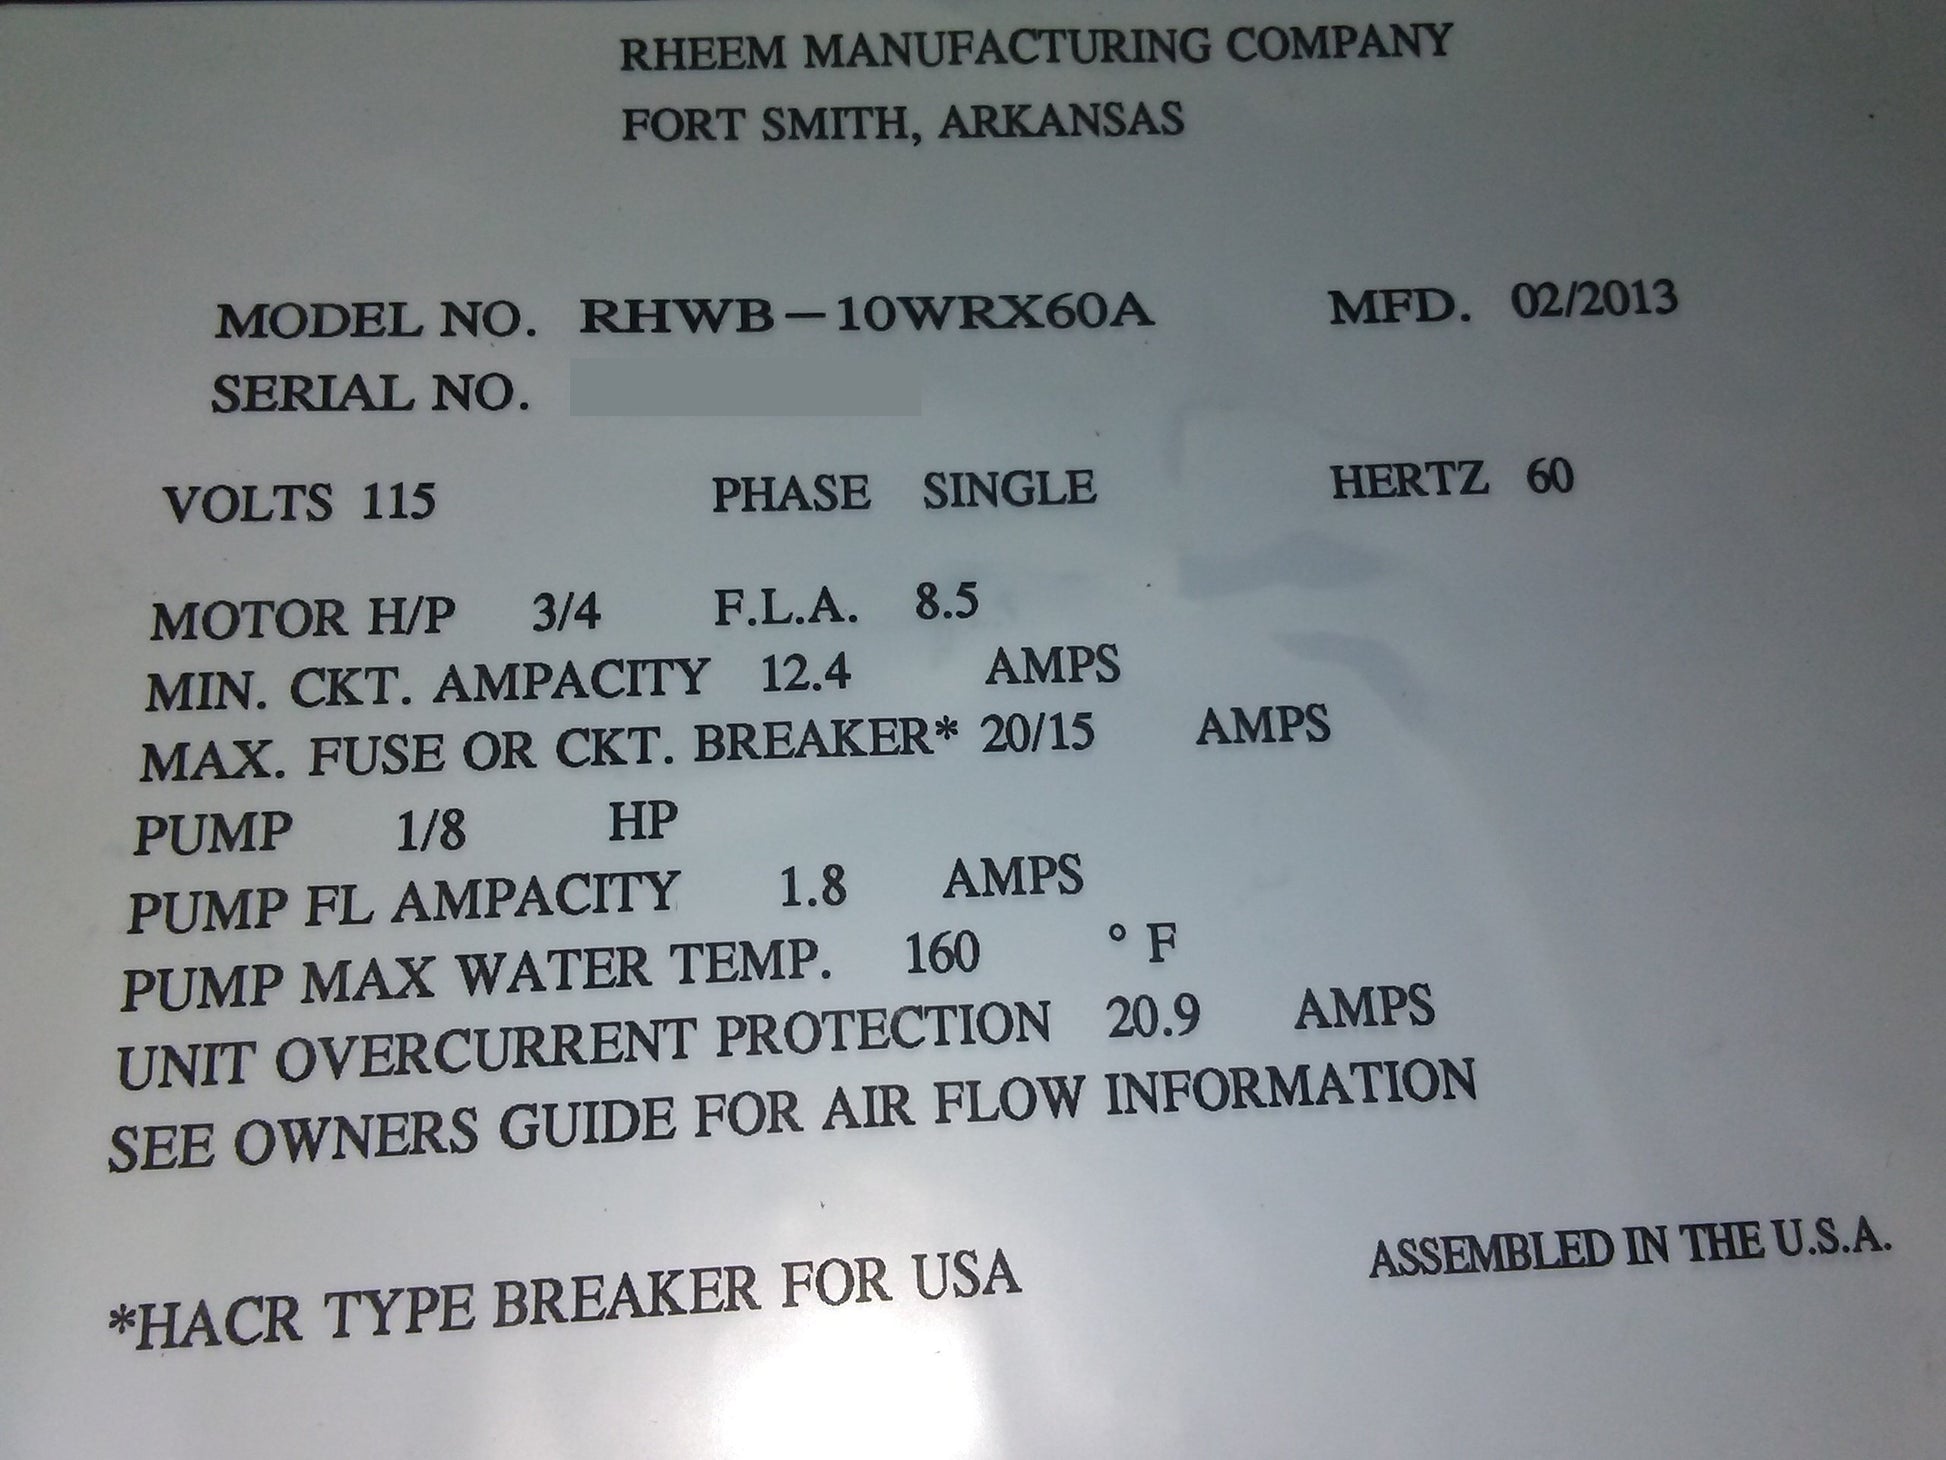 RHEEM MANUFACTURING COMPANY
FORT SMITH, ARKANSAS
MODEL NO. RHWB-10WRX60A MFD. 02/2013
SERIAL NO.
VOLTS 115 PHASE SINGLE HERTZ 60
MOTOR H/P 3/4 F.L.A. 8.5
MIN. CKT. AMPACITY 12.4 AMPS
MAX. FUSE OR CKT. BREAKER* 20/15 AMPS
PUMP 1/8 HP
PUMP FL AMPACITY 1.8 AMPS
PUMP MAX WATER TEMP. 160 ° F
UNIT OVERCURRENT PROTECTION 20.9 AMPS
SEE OWNERS GUIDE FOR AIR FLOW INFORMATION
*HACR TYPE BREAKER FOR USA ASSEMBLED IN THE U.S.A.